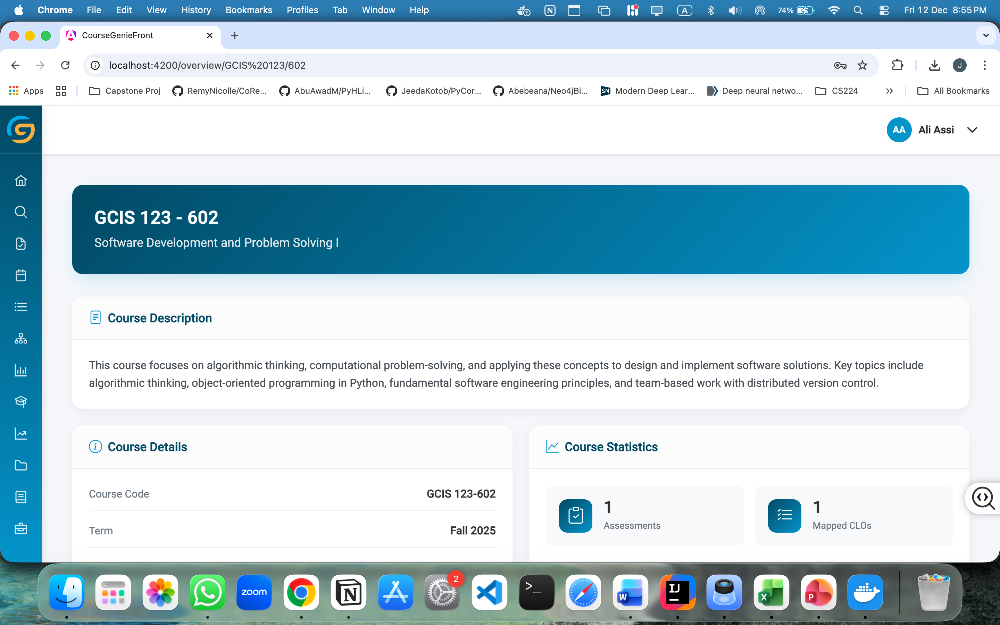 Chrome File Edit View History Bookmarks Profiles Tab Window Help N A 74% Fri 12 Dec 8:55 PM
CourseGenieFront
localhost:4200/overview/GCIS%20123/602 J
Apps Capstone Proj RemyNicolle/CoRe... AbuAwadM/PyHLi... JeedaKotob/PyCor... Abebeana/Neo4jBi... SN Modern Deep Lear... Deep neural netwo... CS224 All Bookmarks
AA Ali Assi
GCIS 123 - 602
Software Development and Problem Solving I
Course Description
This course focuses on algorithmic thinking, computational problem-solving, and applying these concepts to design and implement software solutions. Key topics include
algorithmic thinking, object-oriented programming in Python, fundamental software engineering principles, and team-based work with distributed version control.
Course Details
Course Code GCIS 123-602
Term Fall 2025
Course Statistics
1
Assessments
1
Mapped CLOs
zoom N 2 >_ W IJ X P